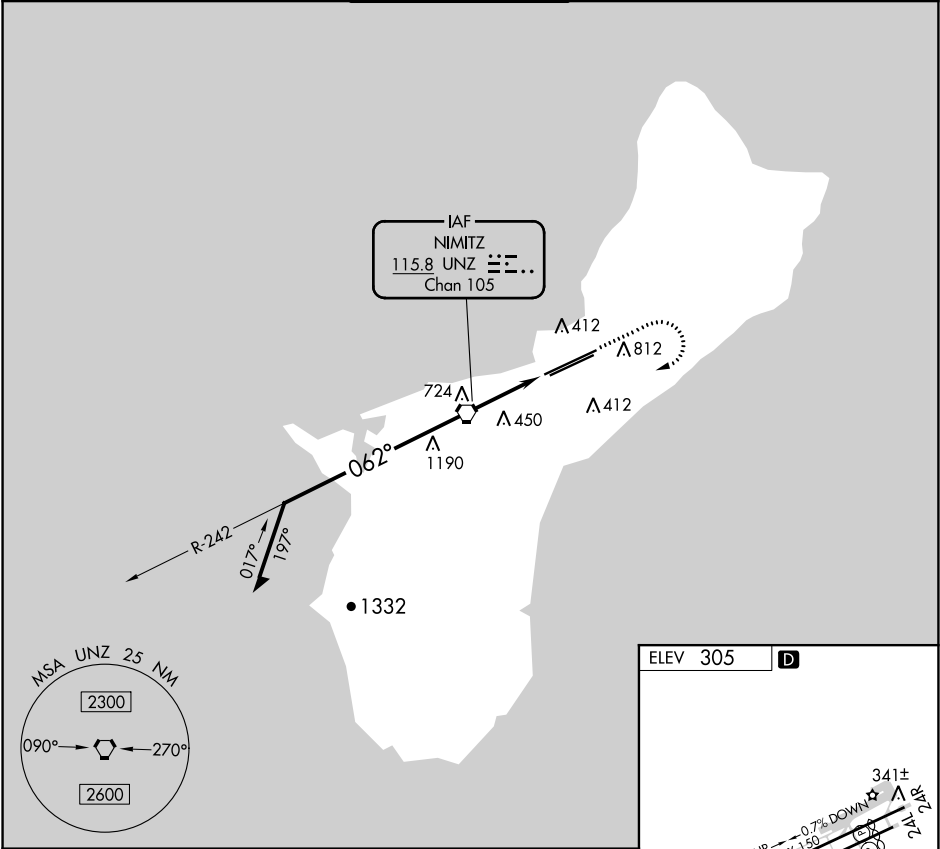 IAF
NIMITZ
115.8 UNZ
Chan 105
412
812
724
450
412
1190
062°
R-242
017°
197°
1332
MSA UNZ 25 NM
2300
090°
270°
2600
ELEV 305 D
341±
0.7% DOWN
24R
24L